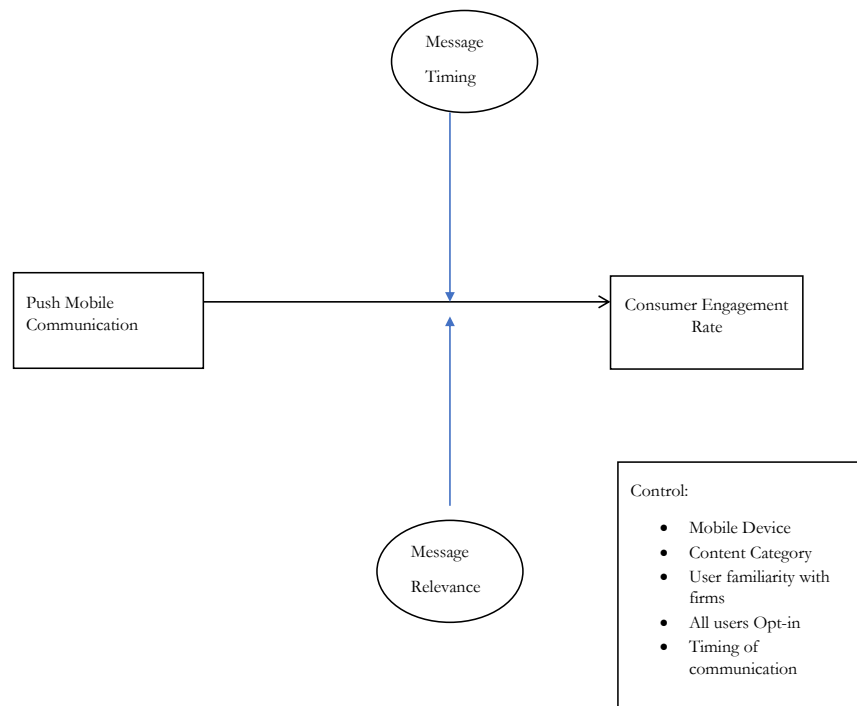 Message
Timing
Push Mobile
Communication
Consumer Engagement
Rate
Control:
• Mobile Device
• Content Category
• User familiarity with
firms
• All users Opt-in
• Timing of
communication
Message
Relevance